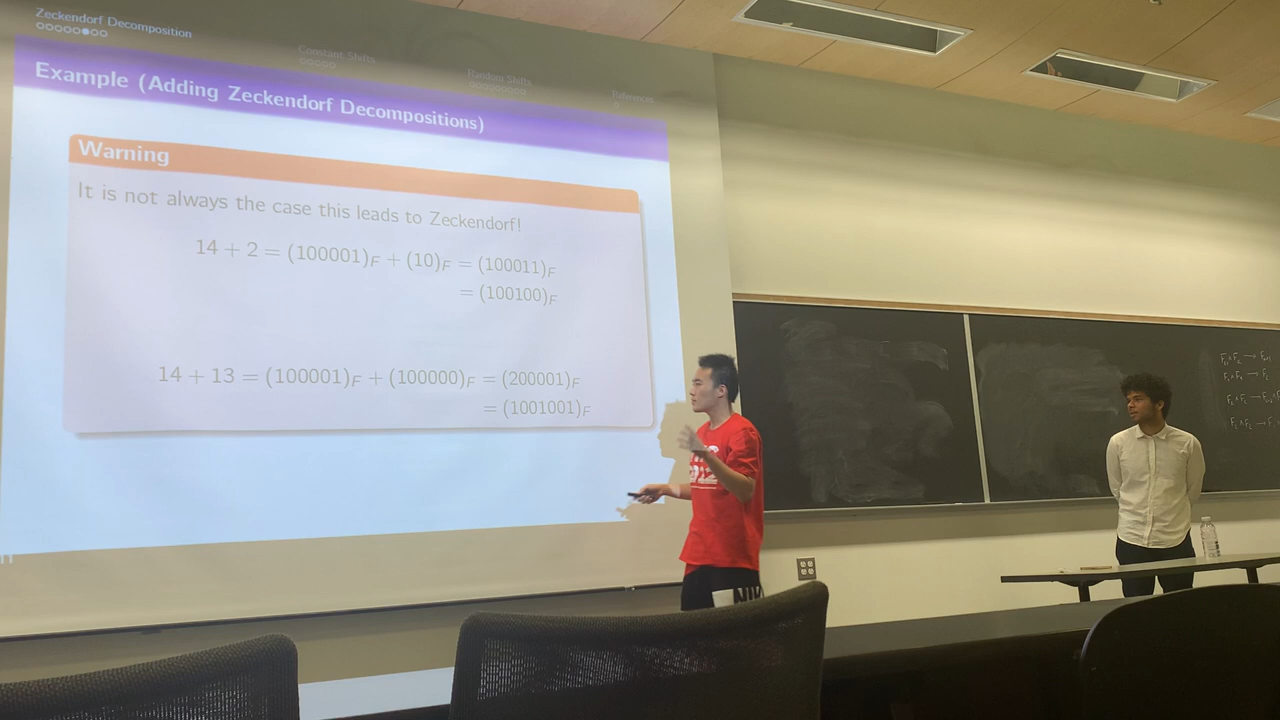 Zeckendorf Decomposition
Constant Shifts
Random Shifts
References
Example (Adding Zeckendorf Decompositions)
Warning
It is not always the case this leads to Zeckendorf!
14 + 2 = (100001)F + (10)F = (100011)F
= (100100)F
14 + 13 = (100001)F + (100000)F = (200001)F
= (1001001)F